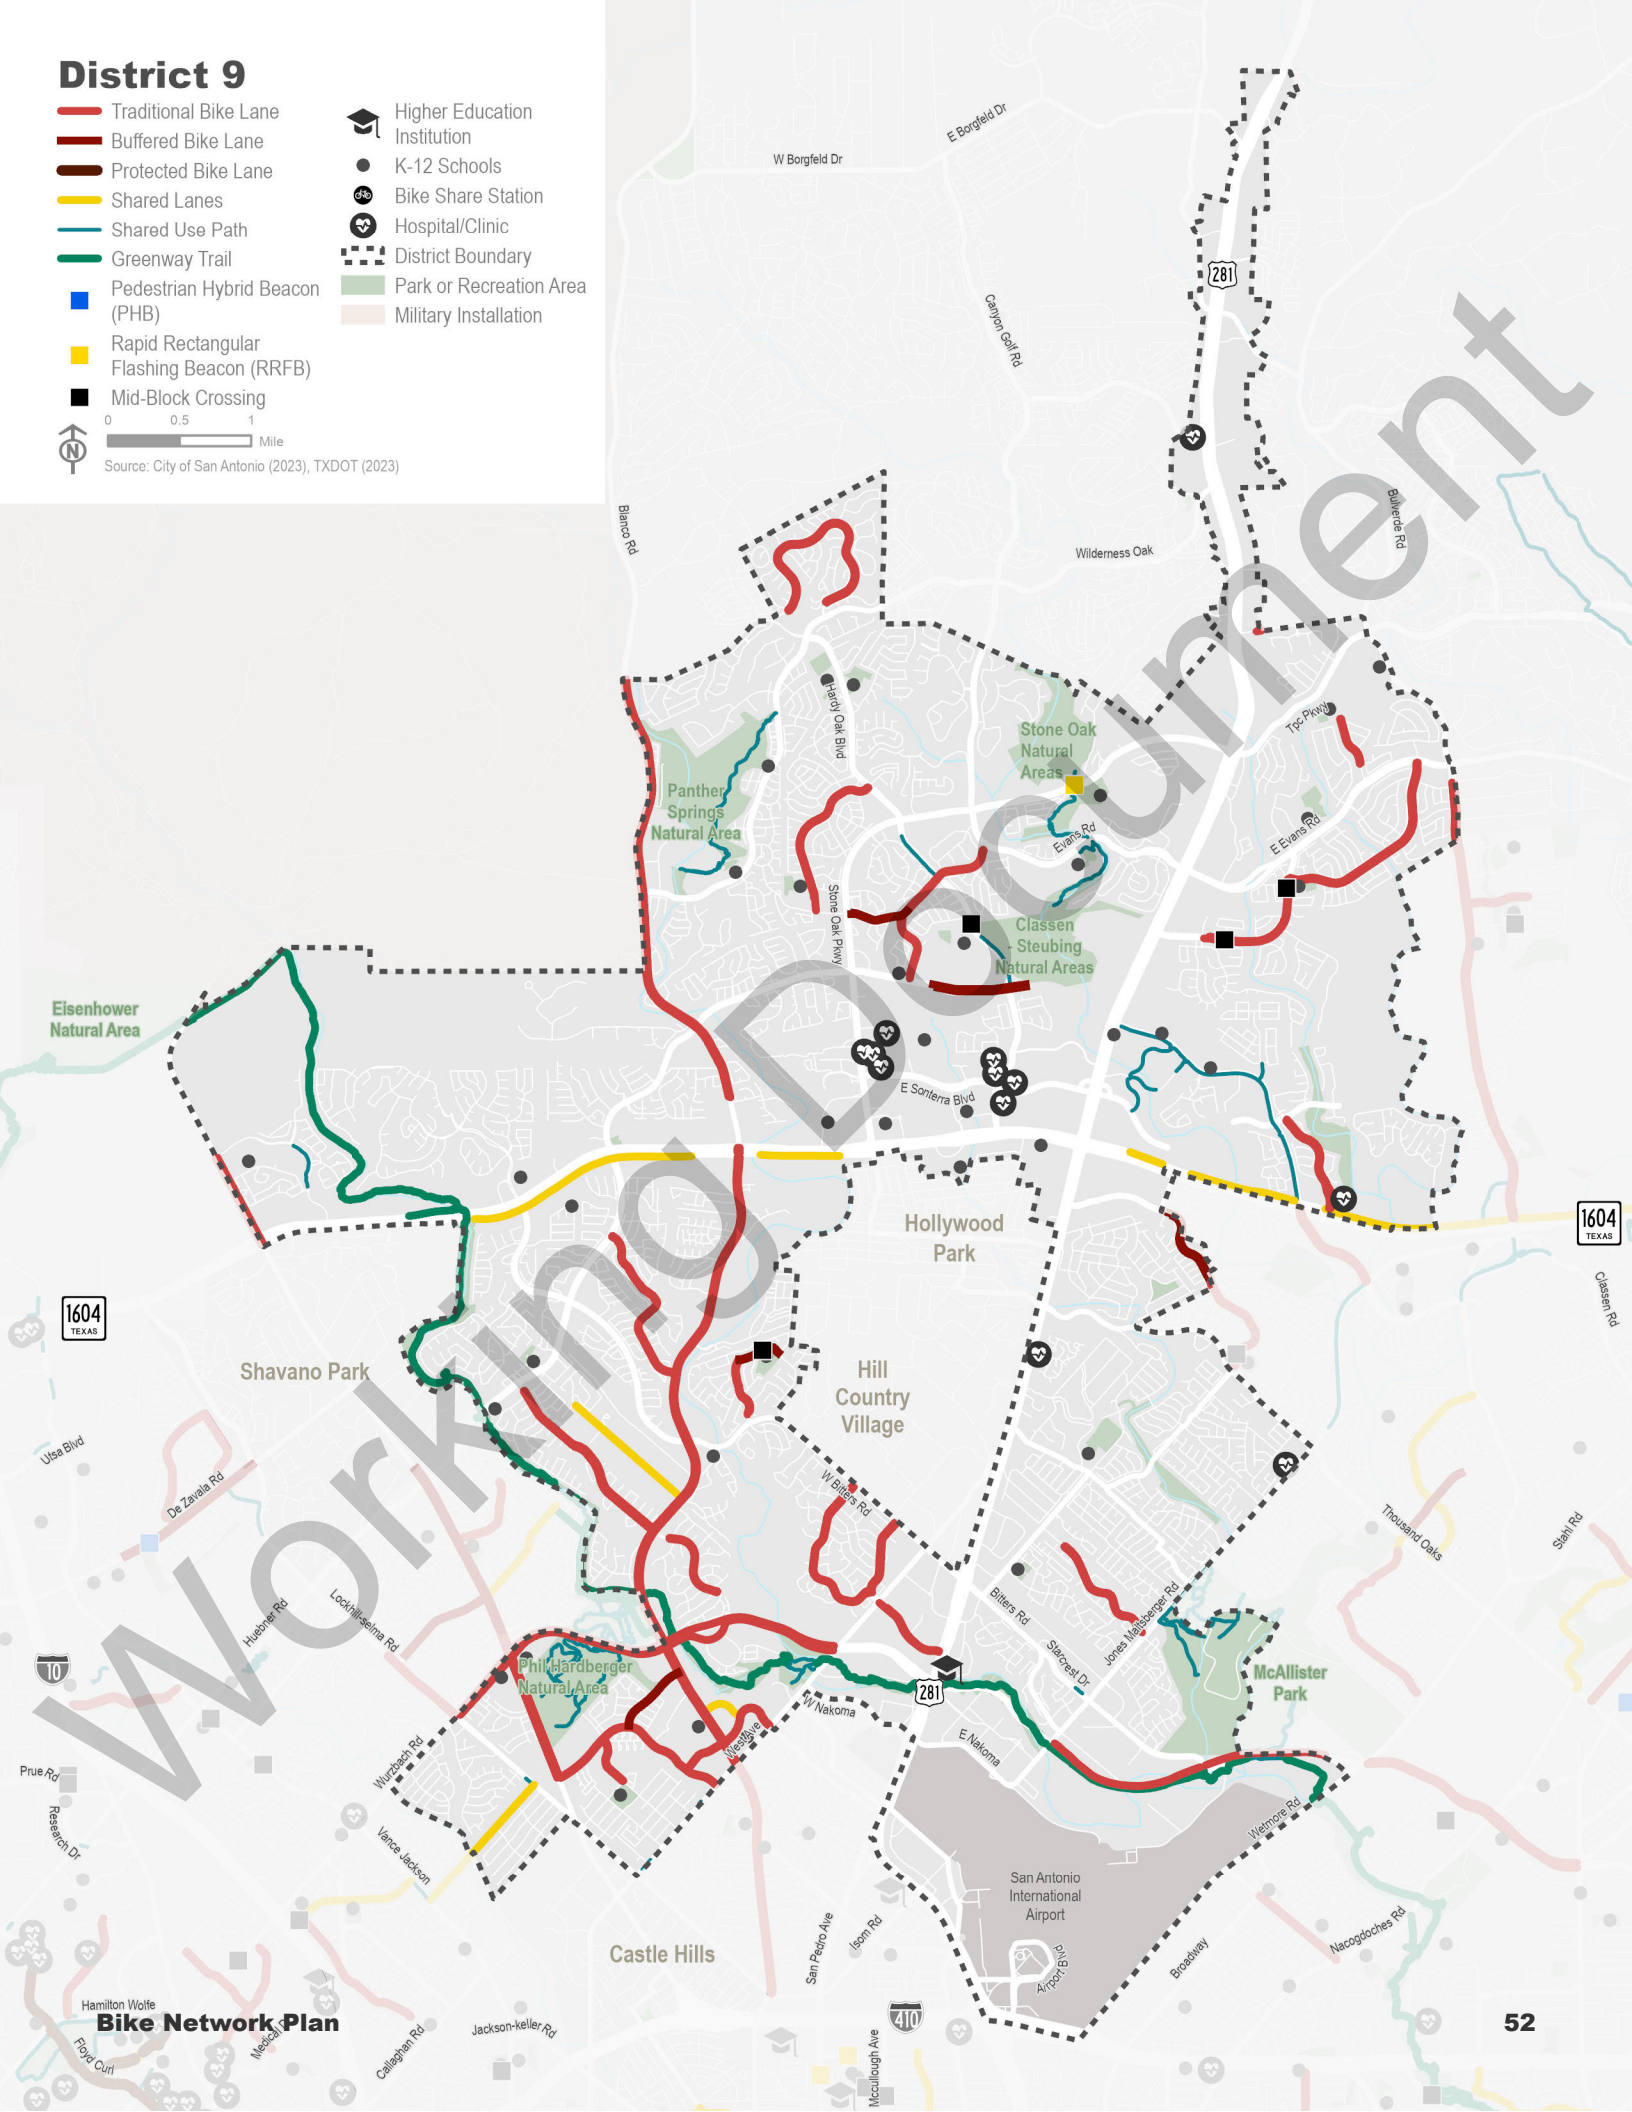 District 9
Traditional Bike Lane
Buffered Bike Lane
Protected Bike Lane
Shared Lanes
Shared Use Path
Greenway Trail
Pedestrian Hybrid Beacon
(PHB)
Rapid Rectangular
Flashing Beacon (RRFB)
Mid-Block Crossing
Higher Education
Institution
K-12 Schools
Bike Share Station
Hospital/Clinic
District Boundary
Park or Recreation Area
Military Installation
0 0.5 1
Mile
N
Source: City of San Antonio (2023), TXDOT (2023)
E Borgfeld Dr
W Borgfeld Dr
281
Canyon Golf Rd
Blanco Rd
Bulverde Rd
Wilderness Oak
Hardy Oak Blvd
Tpc Pkwy
Stone Oak
Natural
Areas
Panther
Springs
Natural Area
Evans Rd
E Evans Rd
Stone Oak Pkwy
Classen
- Steubing
Natural Areas
Eisenhower
Natural Area
E Sonterra Blvd
Hollywood
Park
1604
TEXAS
1604
TEXAS
Classen Rd
Shavano Park
Hill
Country
Village
Utsa Blvd
De Zavala Rd
W Bitters Rd
Thousand Oaks
Stahl Rd
Huebner Rd
Lockhill-selma Rd
Bitters Rd
Jones Maltsberger Rd
Starcrest Dr
10
Phil Hardberger
Natural Area
McAllister
Park
281
W Nakoma
E Nakoma
West Ave
Wurzbach Rd
Prue Rd
Research Dr
Vance Jackson
Wetmore Rd
San Antonio
International
Airport
Castle Hills
San Pedro Ave
Isom Rd
Airport Blvd
Broadway
Nacogdoches Rd
Hamilton Wolfe
Floyd Curl
Callaghan Rd
Jackson-keller Rd
410
Mccullough Ave
Working Document
Bike Network Plan
52